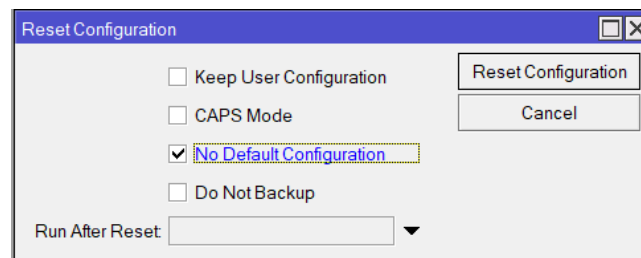 Reset Configuration
Keep User Configuration
Reset Configuration
CAPS Mode
Cancel
No Default Configuration
Do Not Backup
Run After Reset: